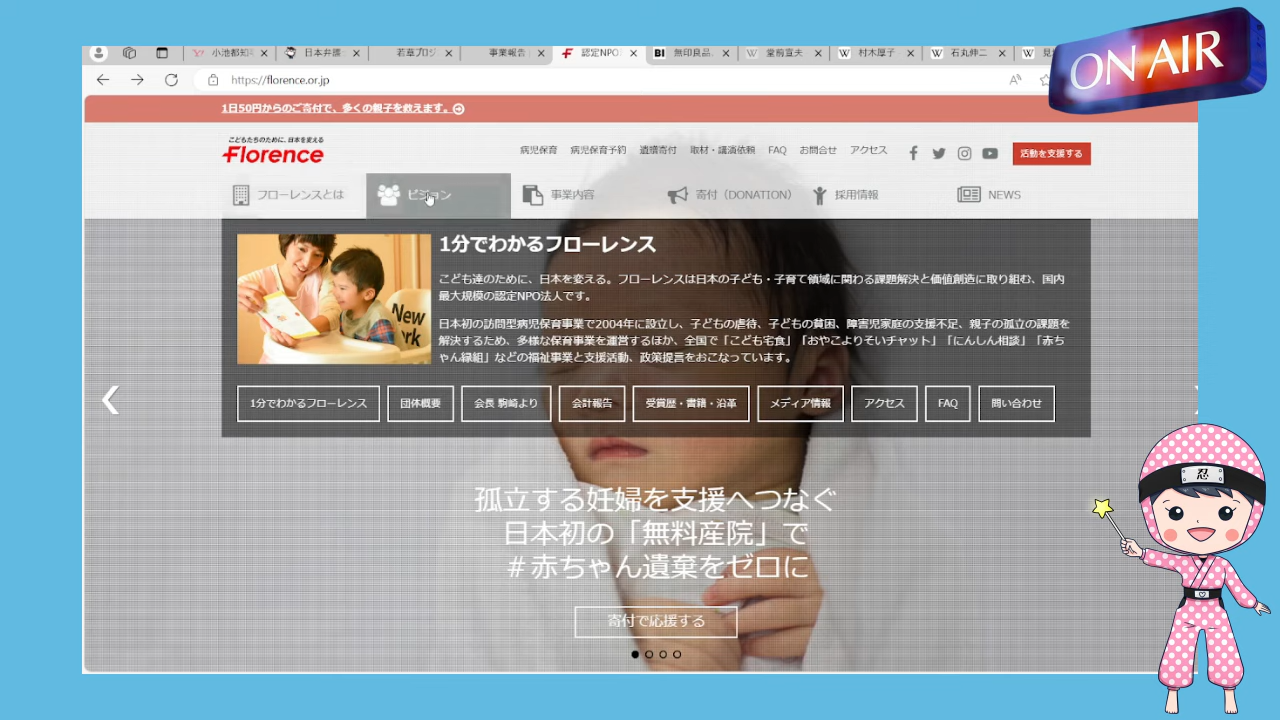 小池都知
日本弁護
若草プロジ
事業報告
認定NPO
無印良品、
堂前宣夫
村木厚子
石丸伸二
ON AIR
https://florence.or.jp
1日50円からのご寄付で、多くの親子を救えます。
こどもたちのために、日本を変える
Florence
病児保育 病児保育予約 遺贈寄付 取材・講演依頼 FAQ お問合せ アクセス
活動を支援する
フローレンスとは ビジョン 事業内容 寄付（DONATION） 採用情報 NEWS
1分でわかるフローレンス
こども達のために、日本を変える。フローレンスは日本の子ども・子育て領域に関わる課題解決と価値創造に取り組む、国内
最大規模の認定NPO法人です。
日本初の訪問型病児保育事業で2004年に設立し、子どもの虐待、子どもの貧困、障害児家庭の支援不足、親子の孤立の課題を
解決するため、多様な保育事業を運営するほか、全国で「こども宅食」「おやこよりそいチャット」「にんしん相談」「赤ち
ゃん縁組」などの福祉事業と支援活動、政策提言をおこなっています。
New
rk
1分でわかるフローレンス 団体概要 会長 駒崎より 会計報告 受賞歴・書籍・沿革 メディア情報 アクセス FAQ 問い合わせ
孤立する妊婦を支援へつなぐ
日本初の「無料産院」で
＃赤ちゃん遺棄をゼロに
寄付で応援する
忍